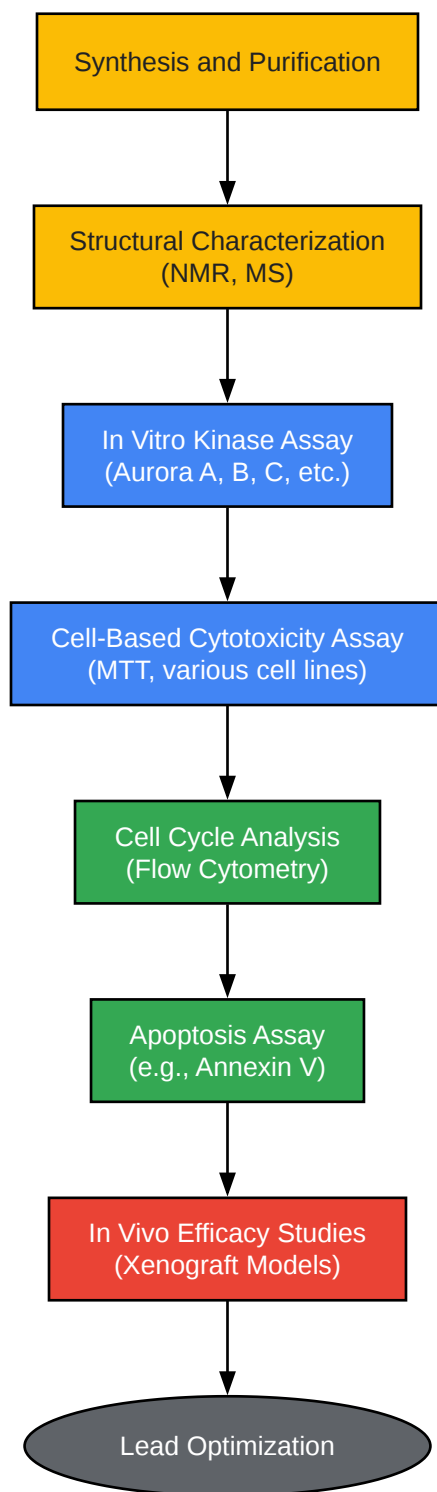 Synthesis and Purification
Structural Characterization
(NMR, MS)
In Vitro Kinase Assay
(Aurora A, B, C, etc.)
Cell-Based Cytotoxicity Assay
(MTT, various cell lines)
Cell Cycle Analysis
(Flow Cytometry)
Apoptosis Assay
(e.g., Annexin V)
In Vivo Efficacy Studies
(Xenograft Models)
Lead Optimization